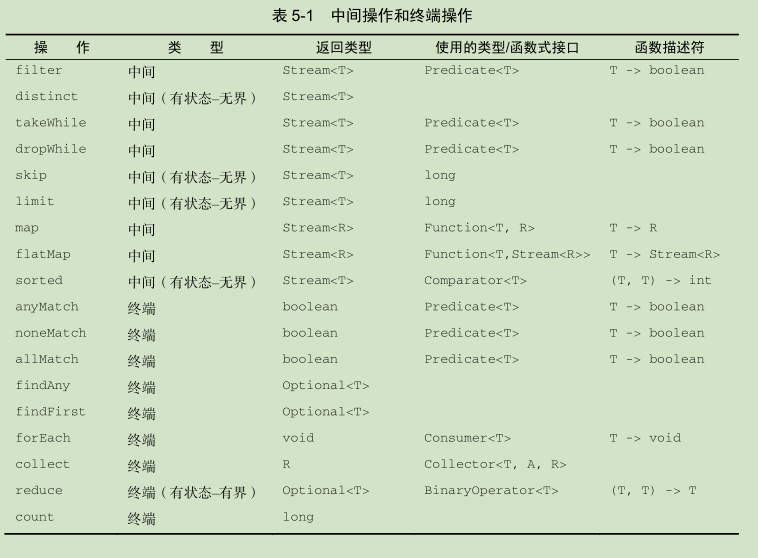 表 5-1 中间操作和终端操作
操 作 类 型 返回类型 使用的类型/函数式接口 函数描述符
filter 中间 Stream<T> Predicate<T> T -> boolean
distinct 中间（有状态–无界） Stream<T>
takeWhile 中间 Stream<T> Predicate<T> T -> boolean
dropWhile 中间 Stream<T> Predicate<T> T -> boolean
skip 中间（有状态–无界） Stream<T> long
limit 中间（有状态–无界） Stream<T> long
map 中间 Stream<R> Function<T, R> T -> R
flatMap 中间 Stream<R> Function<T,Stream<R>> T -> Stream<R>
sorted 中间（有状态–无界） Stream<T> Comparator<T> (T, T) -> int
anyMatch 终端 boolean Predicate<T> T -> boolean
noneMatch 终端 boolean Predicate<T> T -> boolean
allMatch 终端 boolean Predicate<T> T -> boolean
findAny 终端 Optional<T>
findFirst 终端 Optional<T>
forEach 终端 void Consumer<T> T -> void
collect 终端 R Collector<T, A, R>
reduce 终端（有状态–有界） Optional<T> BinaryOperator<T> (T, T) -> T
count 终端 long